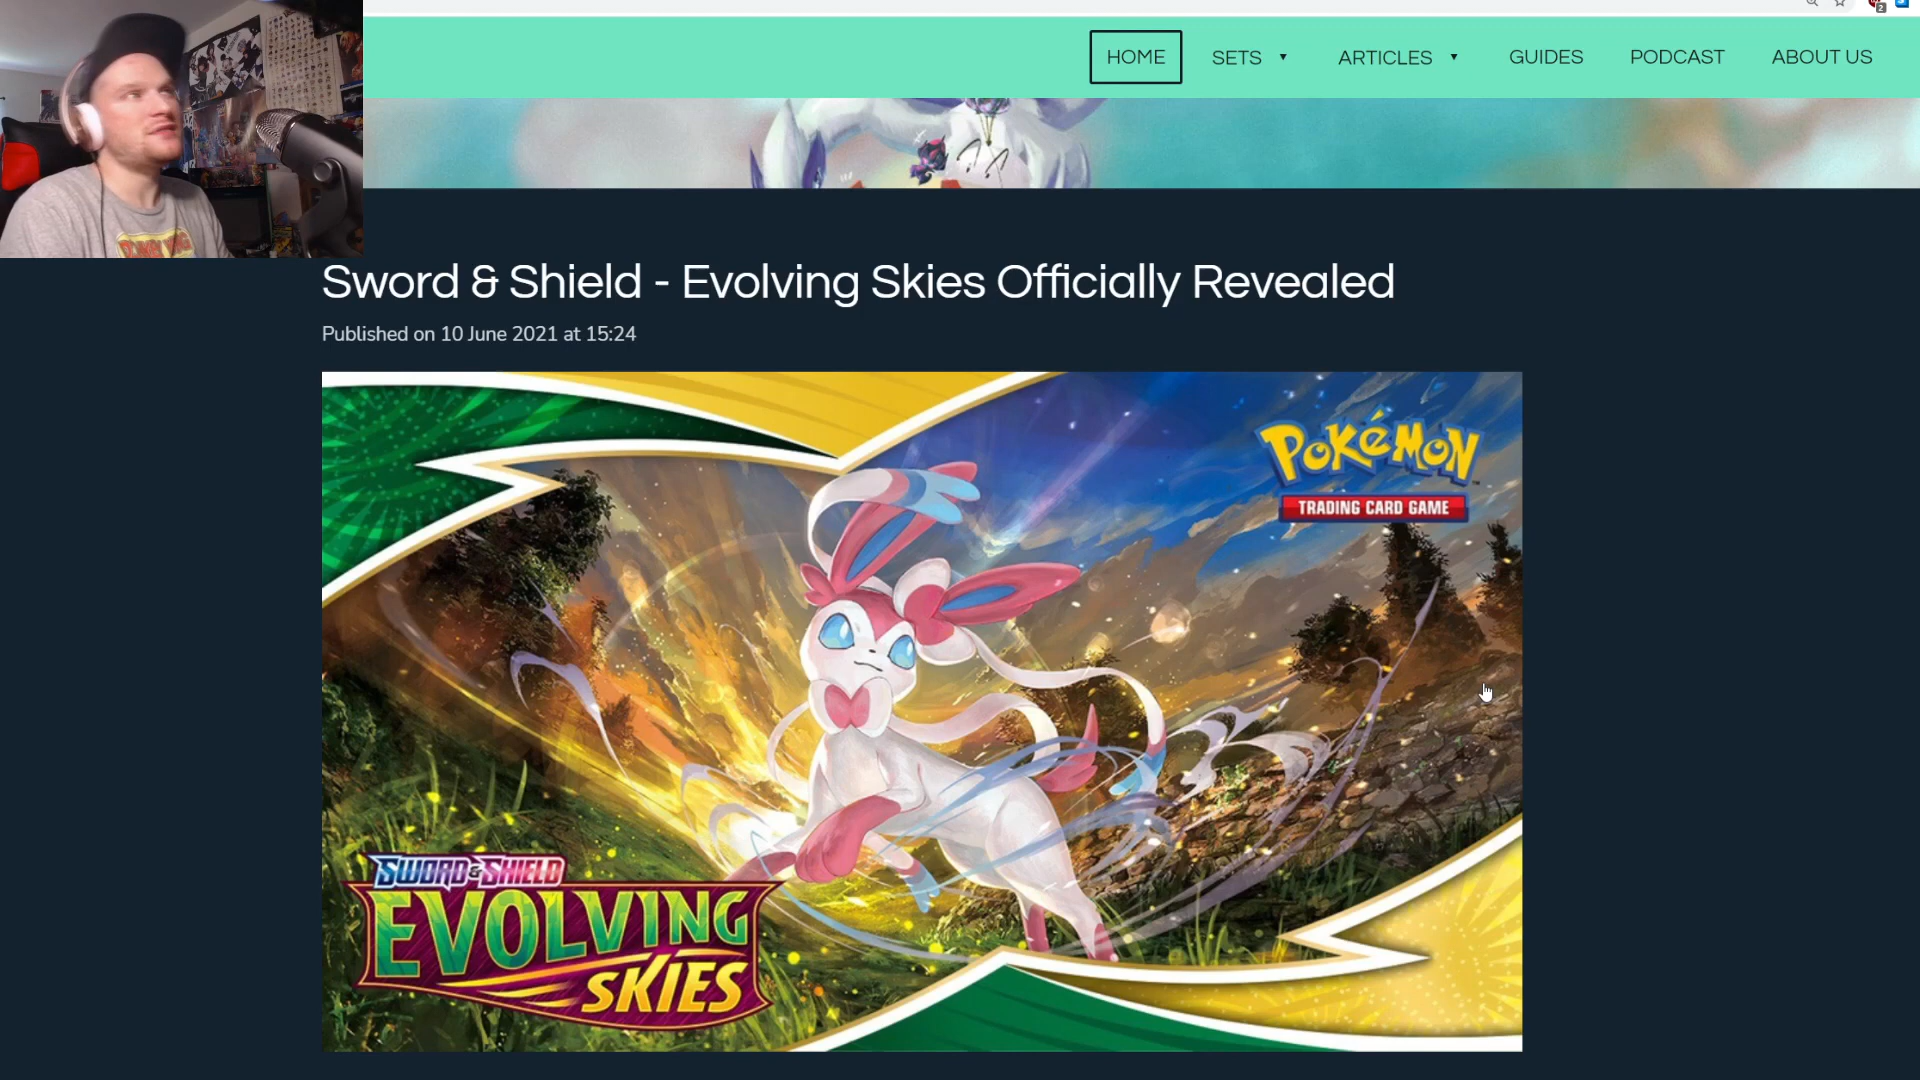 HOME
SETS
ARTICLES
GUIDES
PODCAST
ABOUT US
2
Sword & Shield - Evolving Skies Officially Revealed
Published on 10 June 2021 at 15:24
POKéMON
TRADING CARD GAME
SWORD & SHIELD
EVOLVING
SKIES